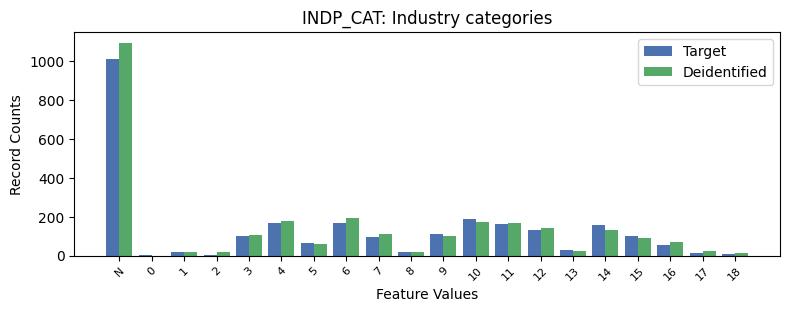 INDP_CAT: Industry categories
Target
Deidentified
Record Counts
1000
800
600
400
200
0
N 0 1 2 3 4 5 6 7 8 9 10 11 12 13 14 15 16 17 18
Feature Values